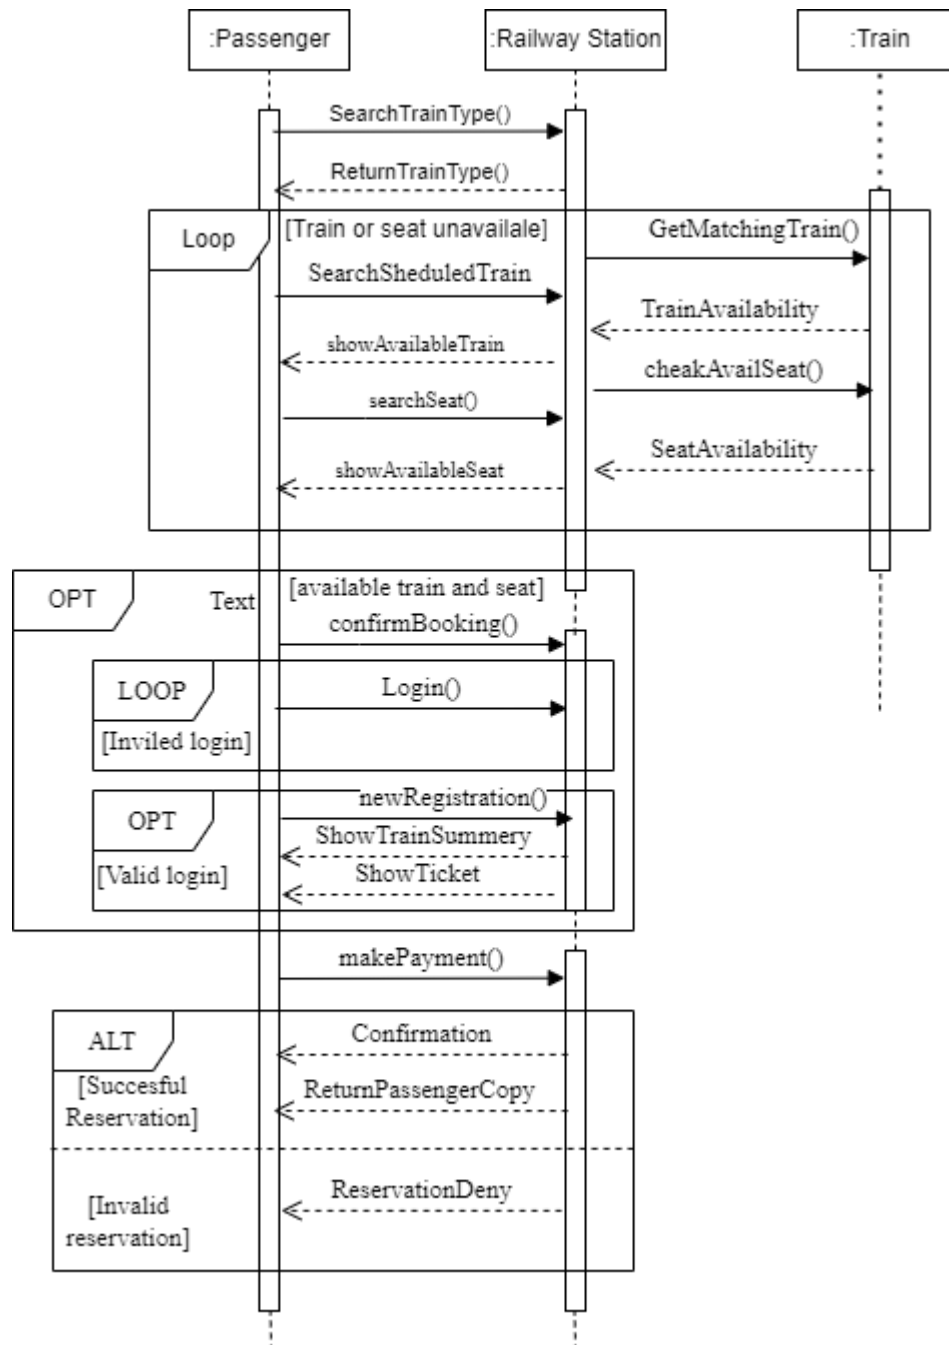 :Passenger
:Railway Station
:Train
SearchTrainType()
ReturnTrainType()
Loop
[Train or seat unavailale]
GetMatchingTrain()
SearchSheduledTrain
TrainAvailability
showAvailableTrain
cheakAvailSeat()
searchSeat()
SeatAvailability
showAvailableSeat
OPT
Text
[available train and seat]
confirmBooking()
LOOP
Login()
[Inviled login]
newRegistration()
OPT
ShowTrainSummery
[Valid login]
ShowTicket
makePayment()
ALT
Confirmation
[Succesful
Reservation]
ReturnPassengerCopy
ReservationDeny
[Invalid
reservation]